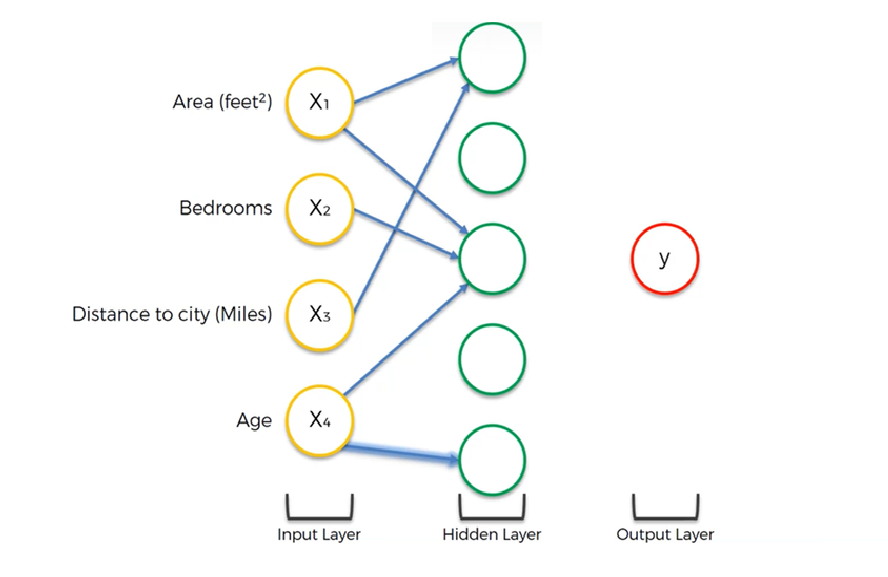 Area (feet²)
X₁
Bedrooms
X₂
Distance to city (Miles)
X₃
Age
X₄
y
Input Layer
Hidden Layer
Output Layer